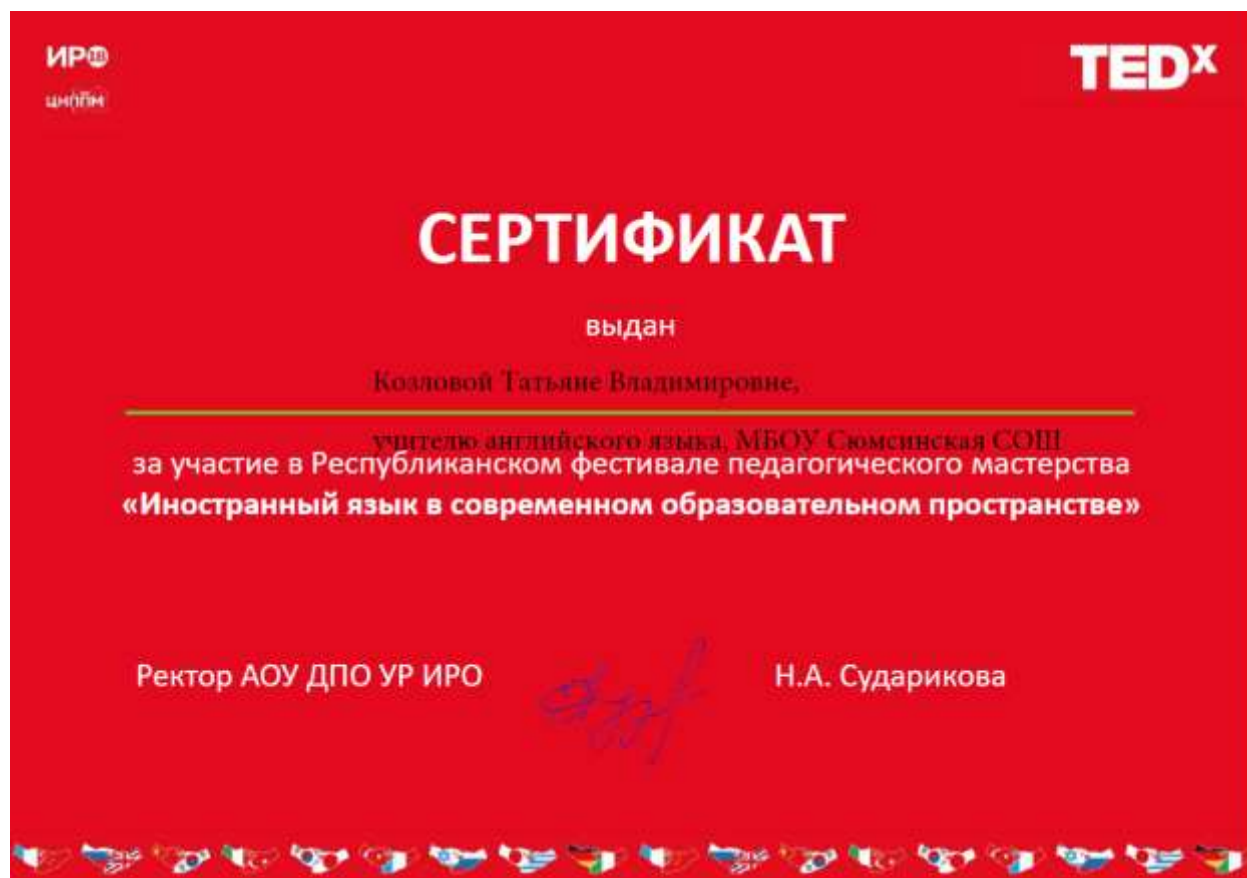 ИРО 18
TEDx
ЦНППМ
СЕРТИФИКАТ
выдан
Козловой Татьяне Владимировне,
учителю английского языка, МБОУ Сюмсинская СОШ
за участие в Республиканском фестивале педагогического мастерства
«Иностранный язык в современном образовательном пространстве»
Ректор АОУ ДПО УР ИРО Н.А. Сударикова